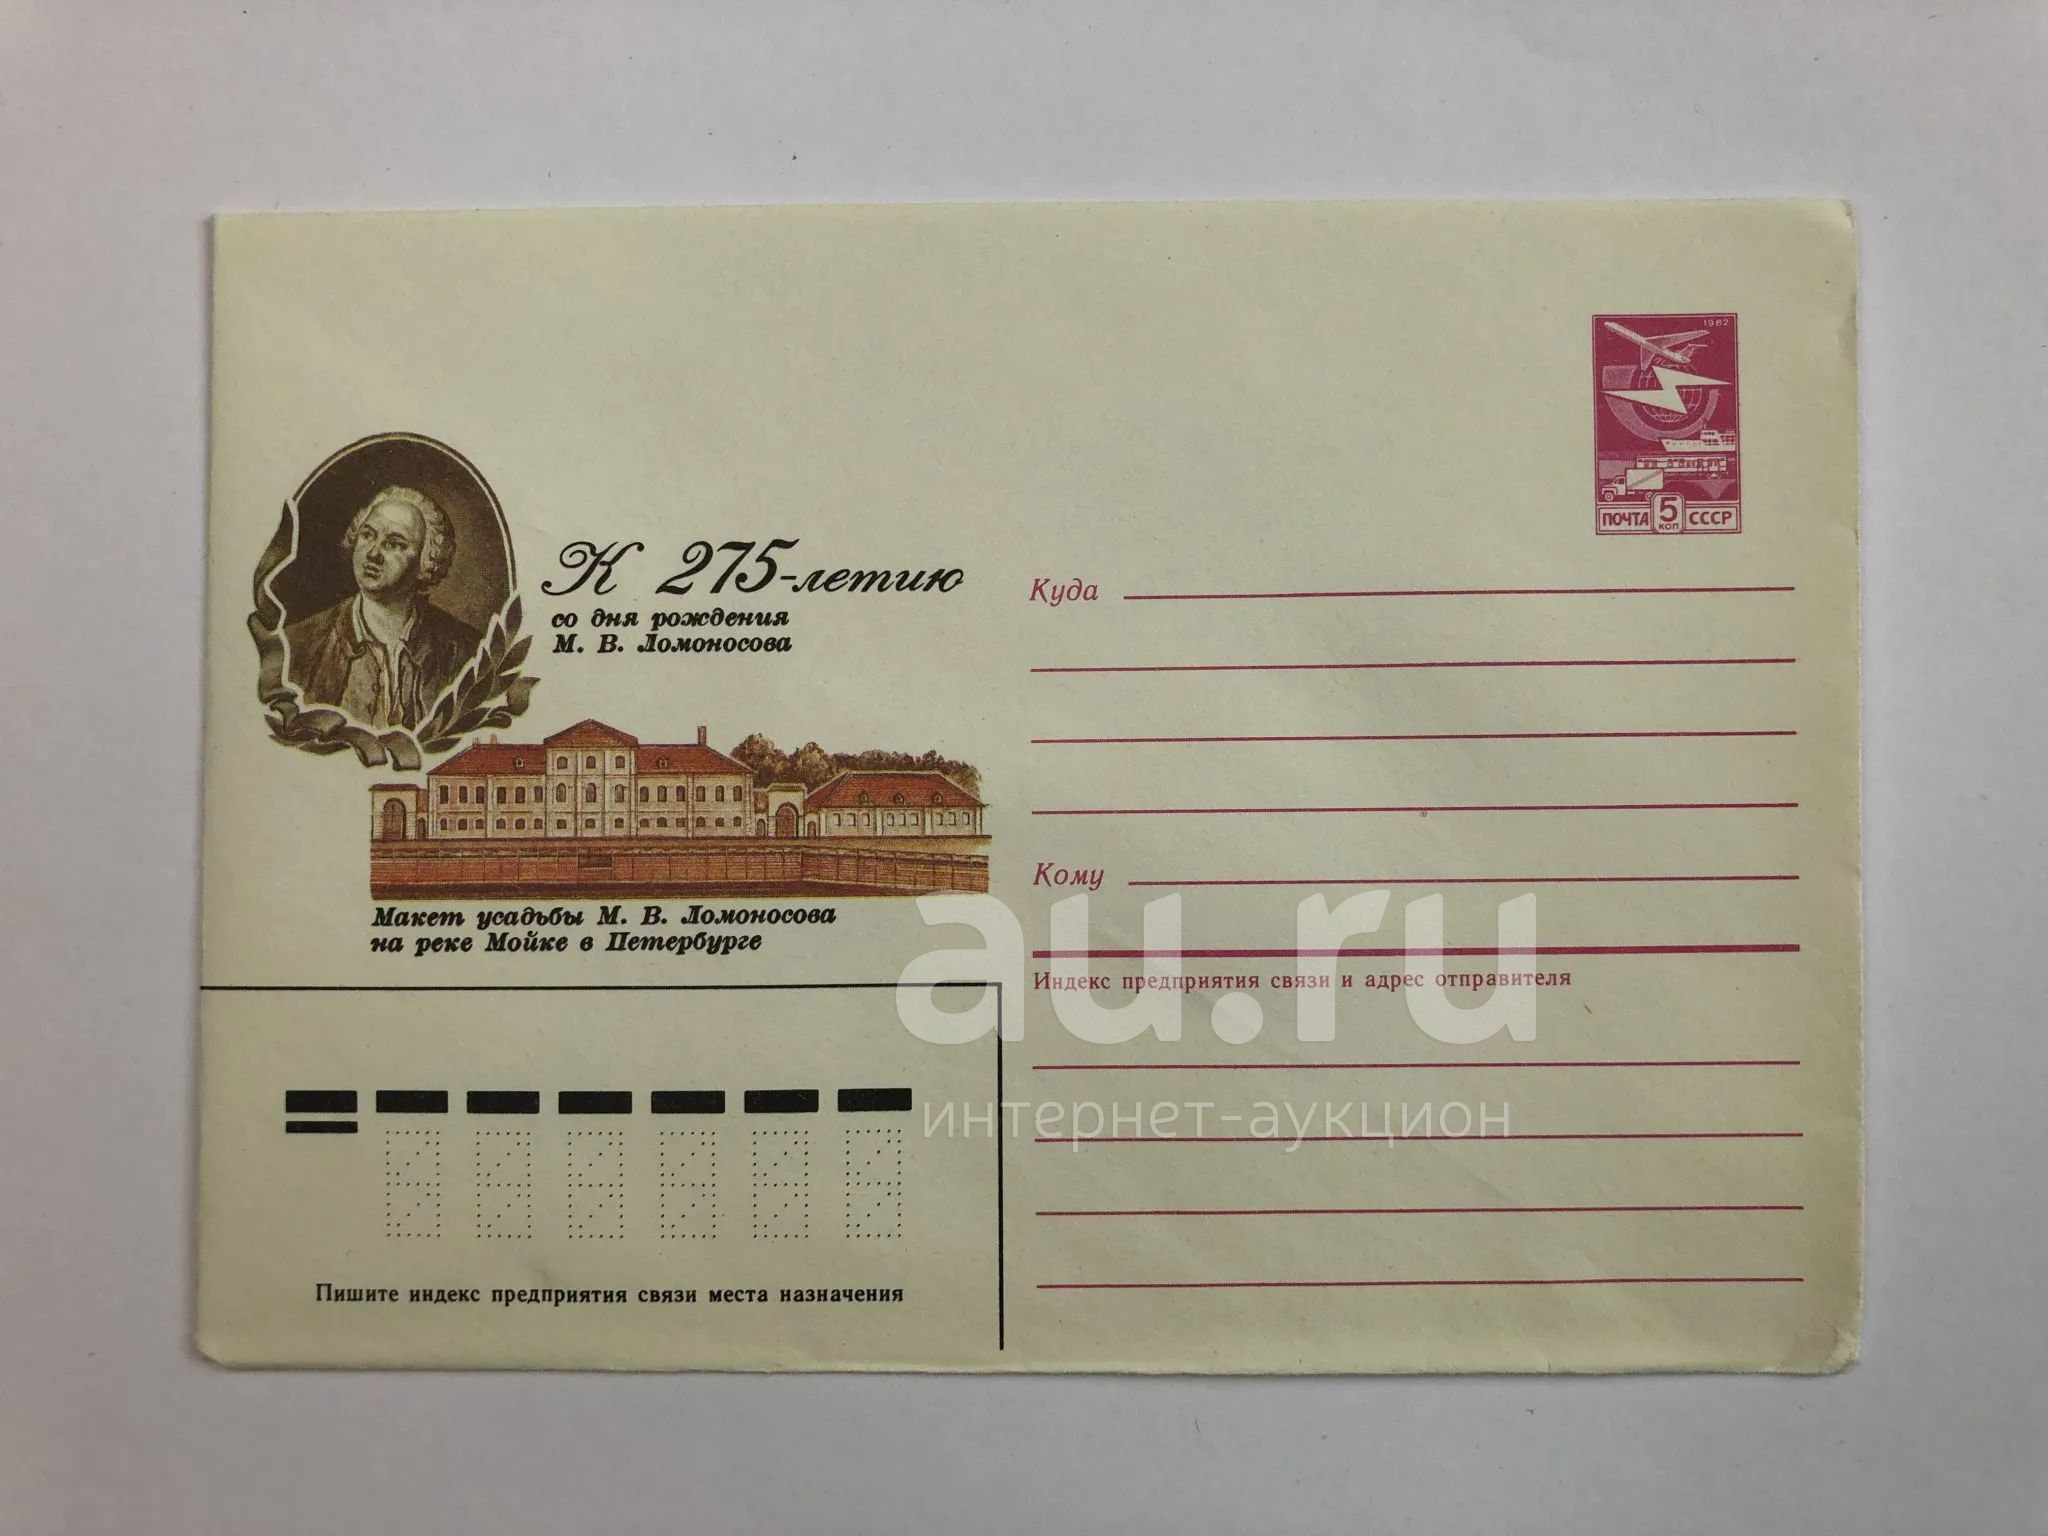 1982
ПОЧТА 5 КОП СССР
К 275-летию
со дня рождения
М. В. Ломоносова
Макет усадьбы М. В. Ломоносова
на реке Мойке в Петербурге
Куда
Кому
Индекс предприятия связи и адрес отправителя
Пишите индекс предприятия связи места назначения
au.ru
интернет-аукцион